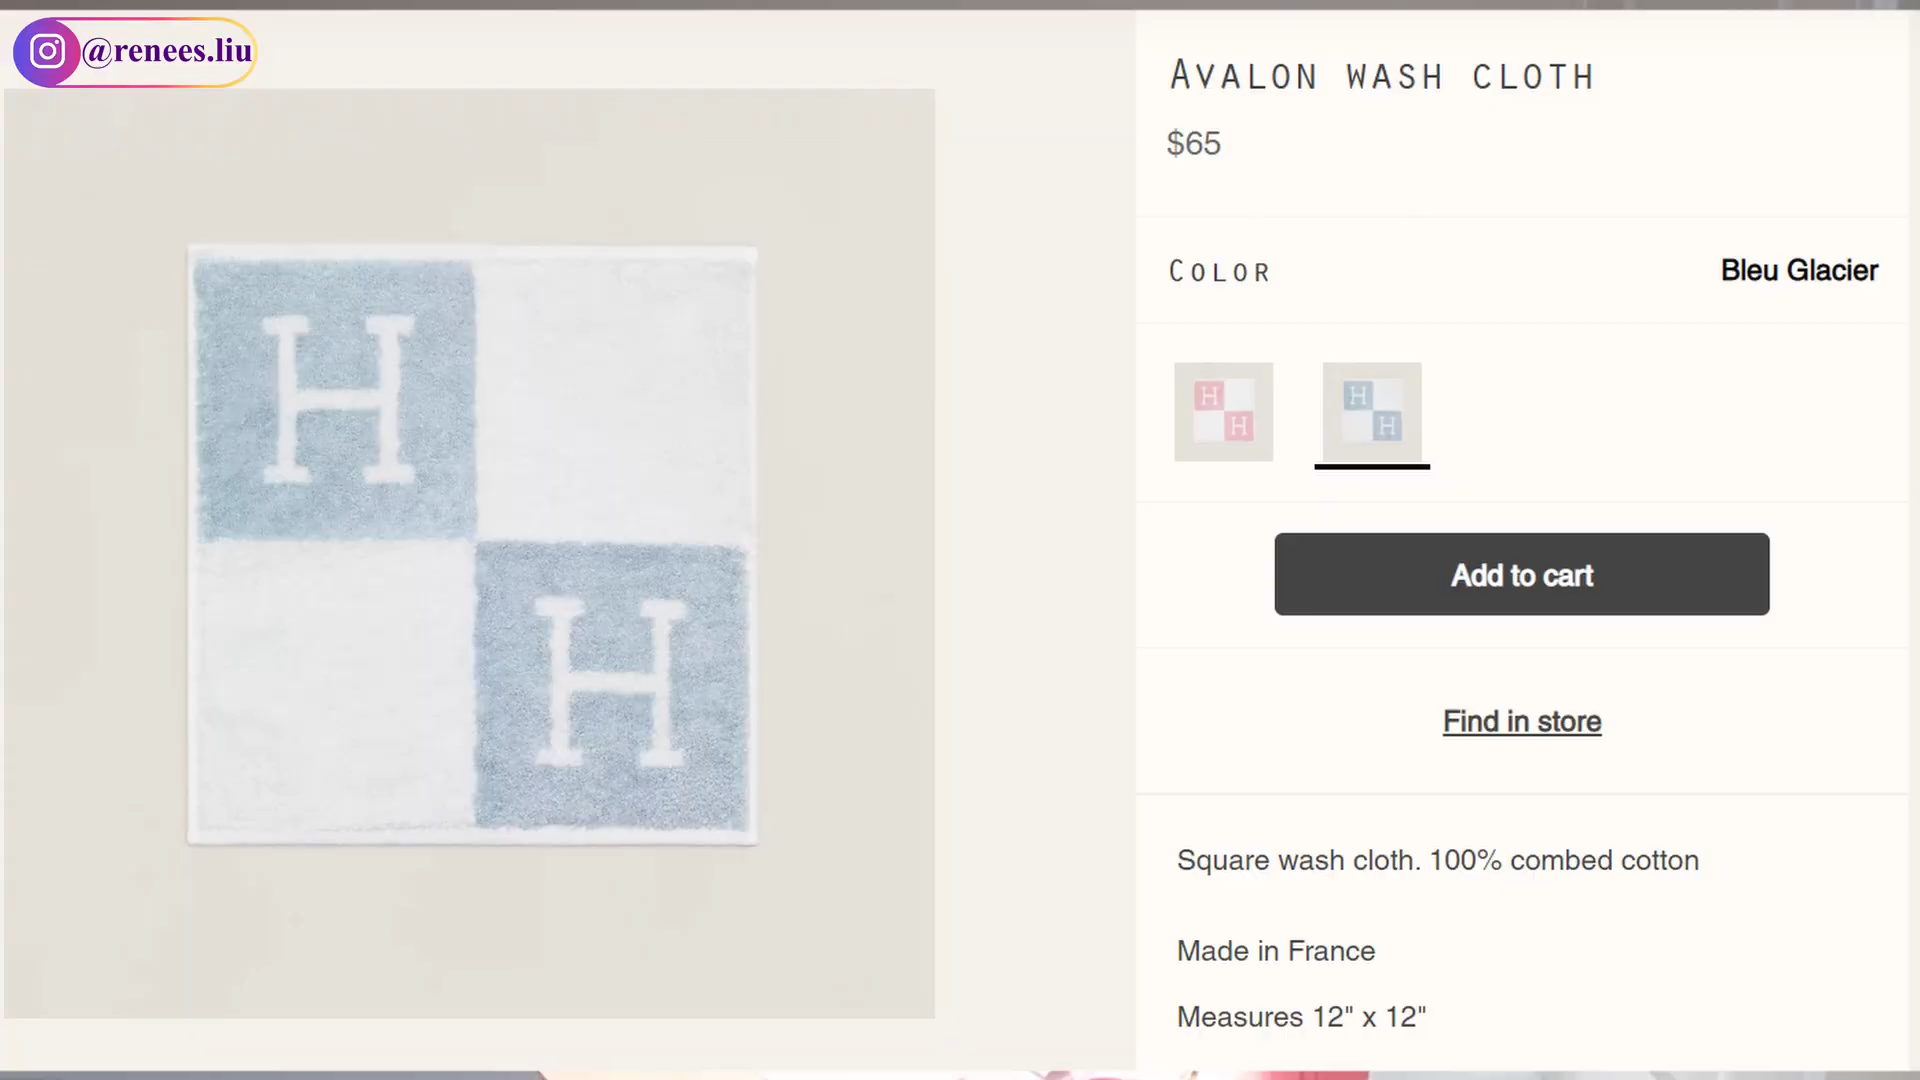 @renees.liu
AVALON WASH CLOTH
$65
COLOR
Bleu Glacier
H
H
H
H
H
H
Add to cart
Find in store
Square wash cloth. 100% combed cotton
Made in France
Measures 12" x 12"